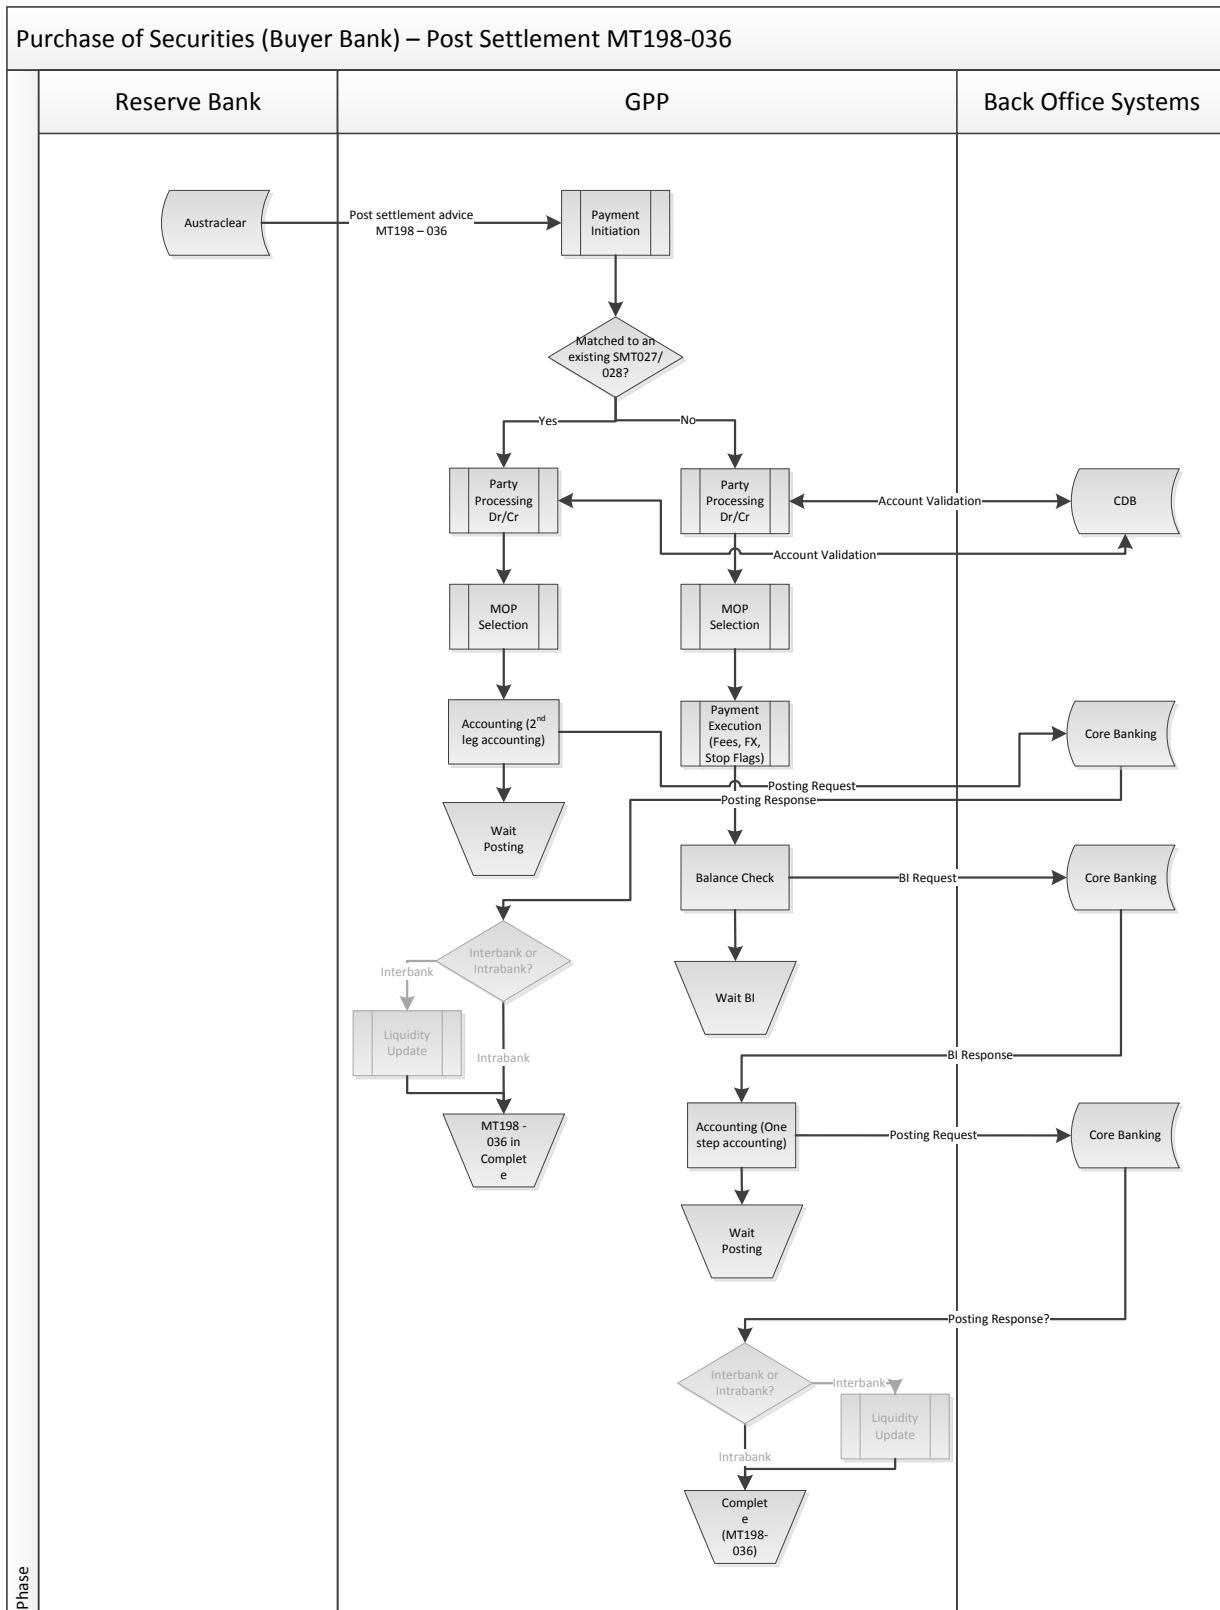 Purchase of Securities (Buyer Bank) – Post Settlement MT198-036
Reserve Bank
GPP
Back Office Systems
Austraclear
Post settlement advice
MT198 – 036
Payment
Initiation
Matched to an
existing SMT027/
028?
Yes
No
Party
Processing
Dr/Cr
Party
Processing
Dr/Cr
Account Validation
CDB
Account Validation
MOP
Selection
MOP
Selection
Accounting (2nd
leg accounting)
Payment
Execution
(Fees, FX,
Stop Flags)
Core Banking
Posting Request
Posting Response
Wait
Posting
Balance Check
BI Request
Core Banking
Interbank or
Intrabank?
Interbank
Wait BI
Liquidity
Update
Intrabank
BI Response
MT198 -
036 in
Complet
e
Accounting (One
step accounting)
Posting Request
Core Banking
Wait
Posting
Posting Response?
Interbank or
Intrabank?
Interbank
Liquidity
Update
Intrabank
Complet
e
(MT198-
036)
Phase